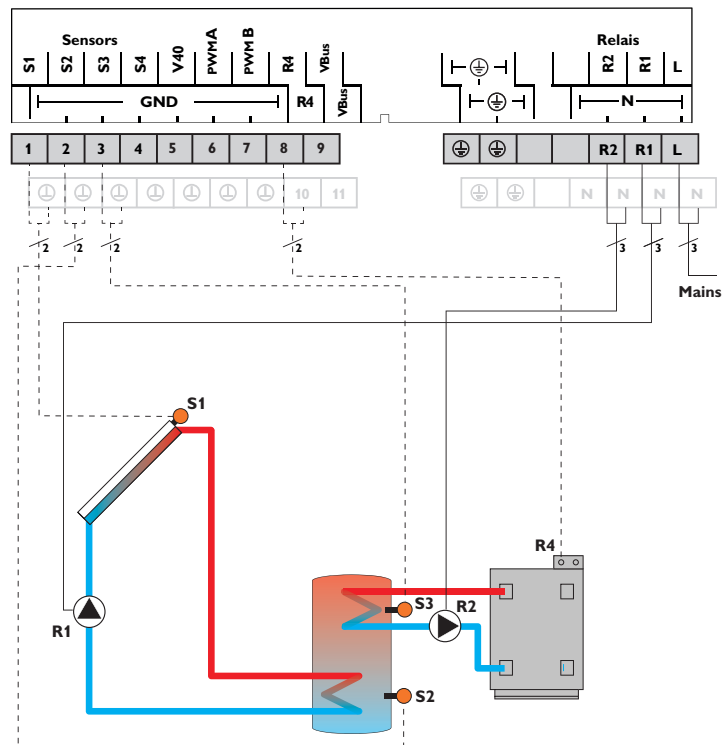 Sensors
Relais
S1 S2 S3 S4 V40 PWM A PWM B R4 VBus
R2 R1 L
GND
R4 VBus
N
1 2 3 4 5 6 7 8 9
R2 R1 L
10 11
N N N N
2 2 2 2
3 3 3
Mains
S1
R4
S3
R2
R1
S2